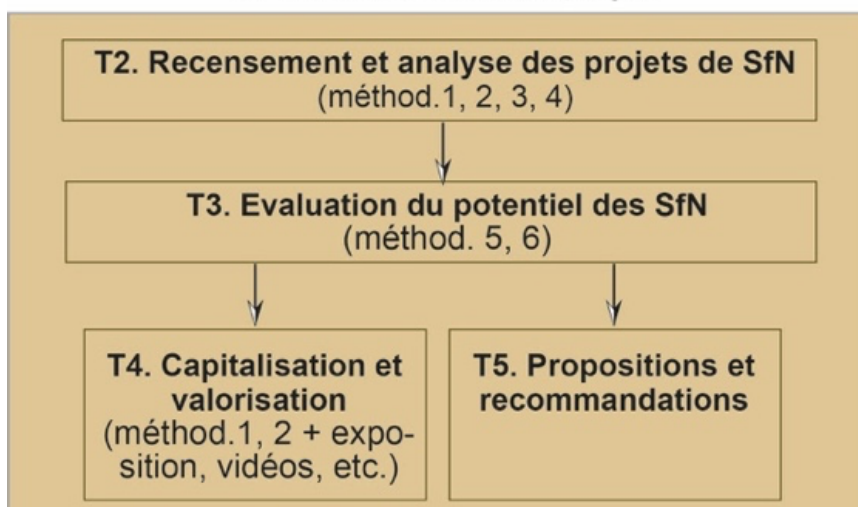 T2. Recensement et analyse des projets de SfN
(méthod.1, 2, 3, 4)
T3. Evaluation du potentiel des SfN
(méthod. 5, 6)
T4. Capitalisation et
valorisation
(méthod.1, 2 + expo-
sition, vidéos, etc.)
T5. Propositions et
recommandations